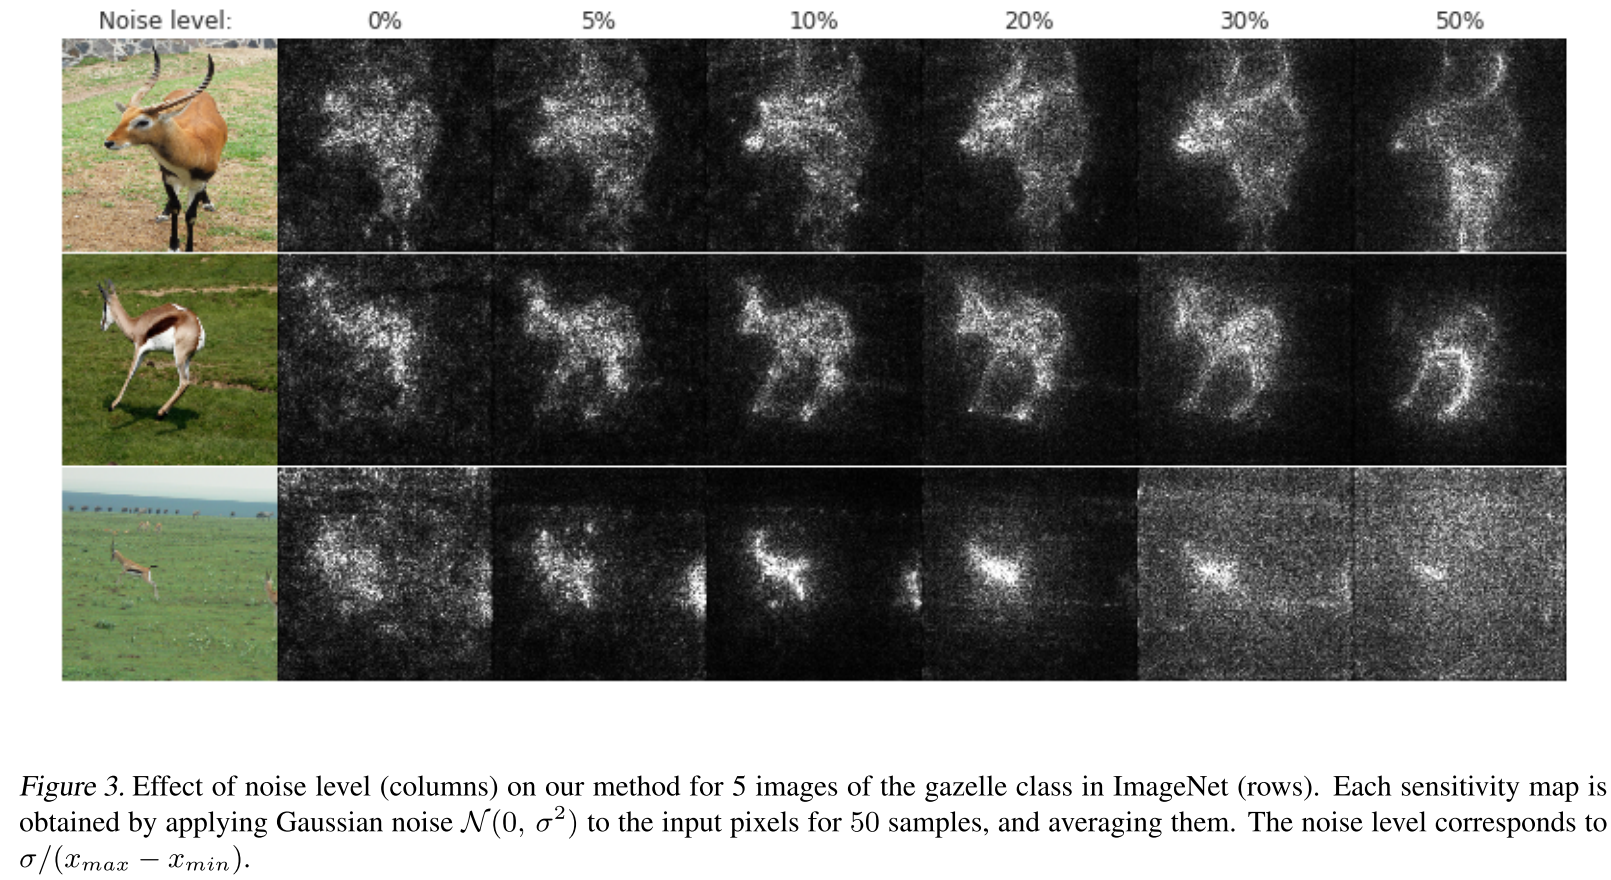 Noise level: 0% 5% 10% 20% 30% 50%
Figure 3. Effect of noise level (columns) on our method for 5 images of the gazelle class in ImageNet (rows). Each sensitivity map is
obtained by applying Gaussian noise 𝒩(0, σ²) to the input pixels for 50 samples, and averaging them. The noise level corresponds to
σ/(x_max − x_min).